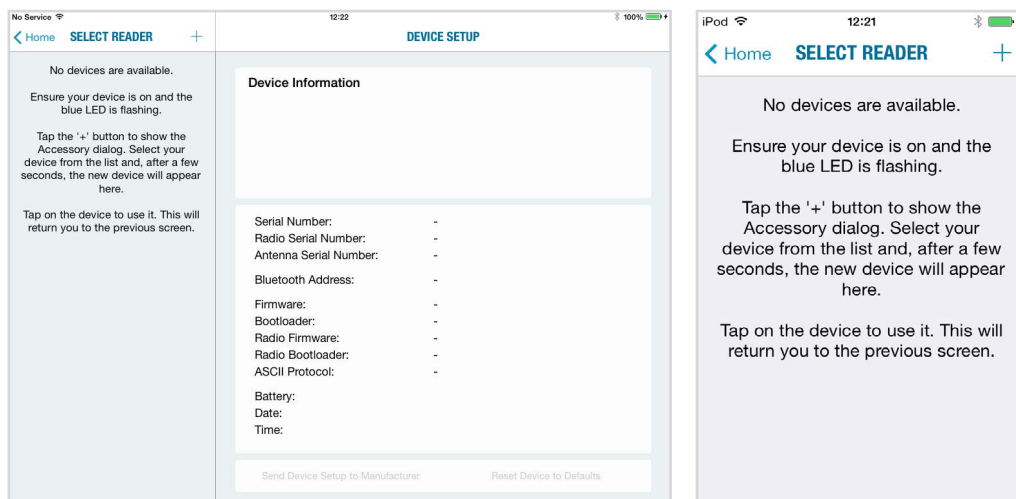 No Service 12:22 100%
Home SELECT READER + DEVICE SETUP
No devices are available.
Ensure your device is on and the
blue LED is flashing.
Tap the '+' button to show the
Accessory dialog. Select your
device from the list and, after a few
seconds, the new device will appear
here.
Tap on the device to use it. This will
return you to the previous screen.
Device Information
Serial Number: -
Radio Serial Number: -
Antenna Serial Number: -
Bluetooth Address: -
Firmware: -
Bootloader: -
Radio Firmware: -
Radio Bootloader: -
ASCII Protocol: -
Battery:
Date:
Time:
Send Device Setup to Manufacturer Reset Device to Defaults
iPod 12:21
Home SELECT READER +
No devices are available.
Ensure your device is on and the
blue LED is flashing.
Tap the '+' button to show the
Accessory dialog. Select your
device from the list and, after a few
seconds, the new device will appear
here.
Tap on the device to use it. This will
return you to the previous screen.